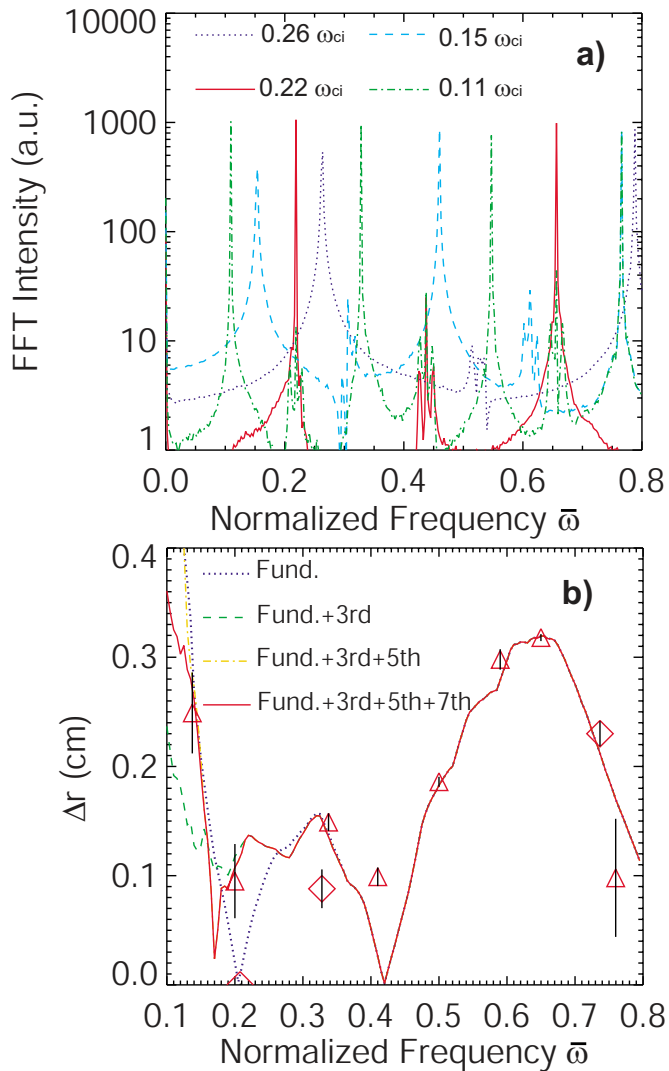 10000
1000
100
10
1
FFT Intensity (a.u.)
0.26 ωci
0.15 ωci
0.22 ωci
0.11 ωci
a)
0.0 0.2 0.4 0.6 0.8
Normalized Frequency ω̅
0.4
0.3
0.2
0.1
0.0
Δr (cm)
Fund.
Fund.+3rd
Fund.+3rd+5th
Fund.+3rd+5th+7th
b)
0.1 0.2 0.3 0.4 0.5 0.6 0.7 0.8
Normalized Frequency ω̅